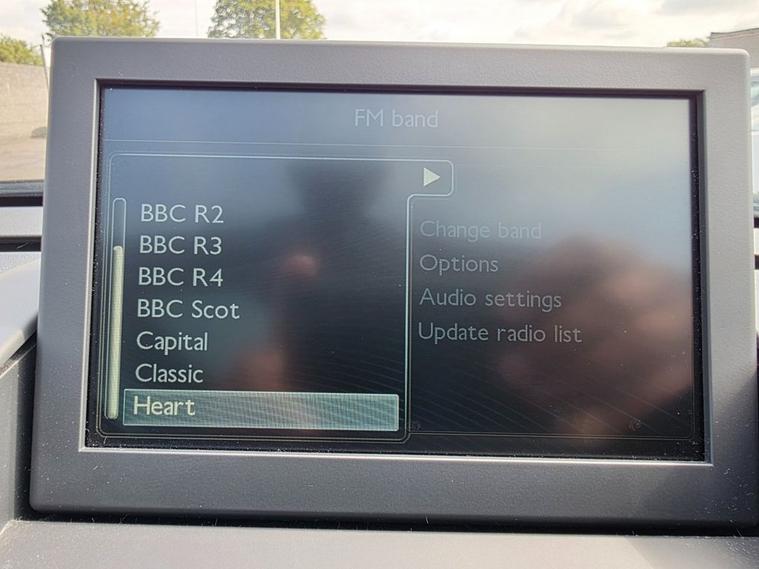 FM band
BBC R2
BBC R3
BBC R4
BBC Scot
Capital
Classic
Heart
Change band
Options
Audio settings
Update radio list